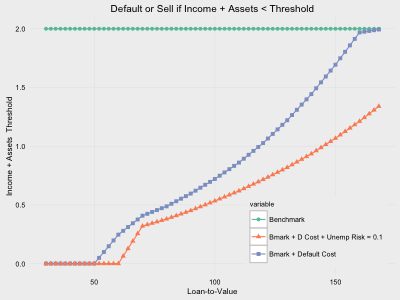 Default or Sell if Income + Assets < Threshold
2.0
1.5
1.0
0.5
0.0
Income + Assets Threshold
variable
Benchmark
Bmark + D Cost + Unemp Risk = 0.1
Bmark + Default Cost
50
100
150
Loan-to-Value